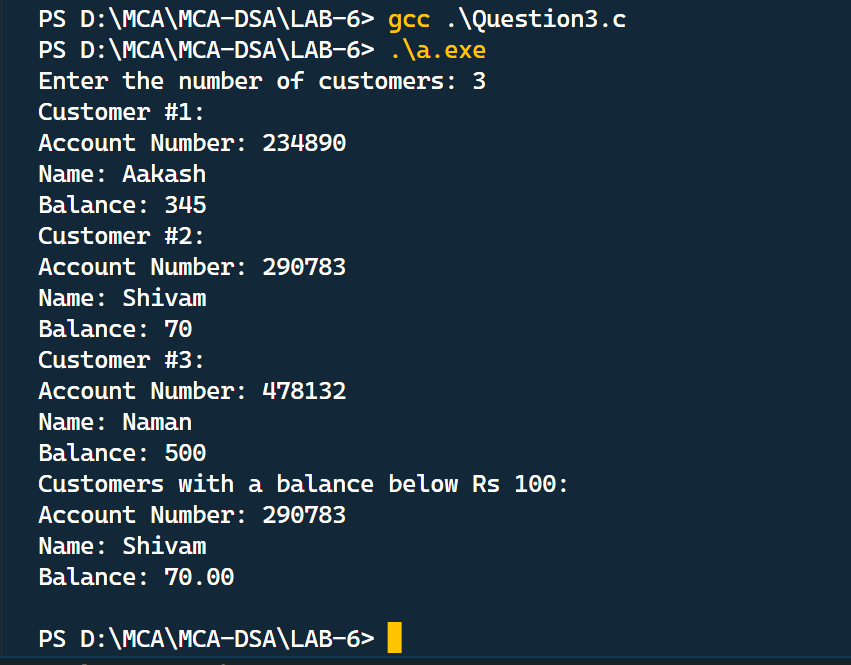 PS D:\MCA\MCA-DSA\LAB-6> gcc .\Question3.c
PS D:\MCA\MCA-DSA\LAB-6> .\a.exe
Enter the number of customers: 3
Customer #1:
Account Number: 234890
Name: Aakash
Balance: 345
Customer #2:
Account Number: 290783
Name: Shivam
Balance: 70
Customer #3:
Account Number: 478132
Name: Naman
Balance: 500
Customers with a balance below Rs 100:
Account Number: 290783
Name: Shivam
Balance: 70.00
PS D:\MCA\MCA-DSA\LAB-6>